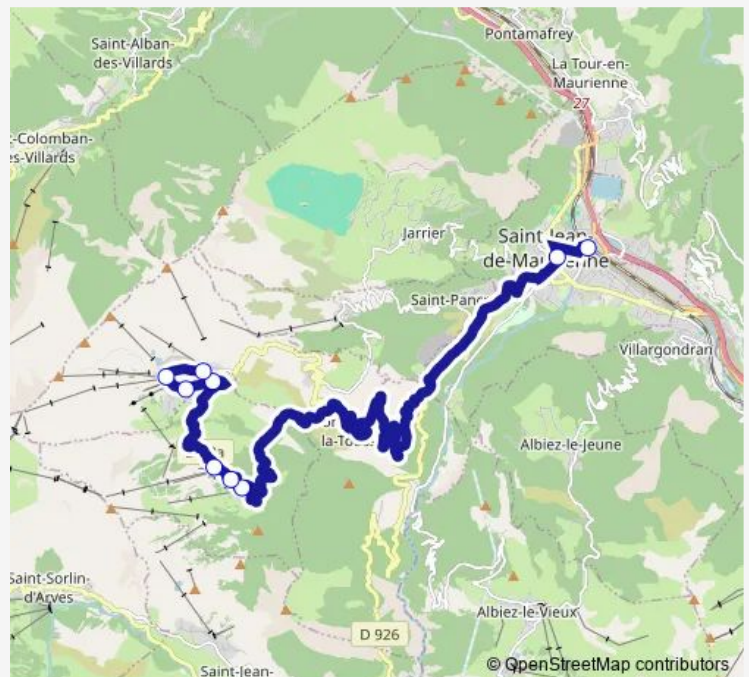 Saint-Alban-
des-Villards
Pontamafrey
La Tour-en-
Maurienne
27
-Colomban-
es-Villards
Jarrier
Saint-Jean-
de-Maurienne
Saint-Panc
Villargondran
la-Tou
Albiez-le-Jeune
Saint-Sorlin-
d'Arves
Albiez-le-Vieux
D 926
Saint-Jean-
© OpenStreetMap contributors